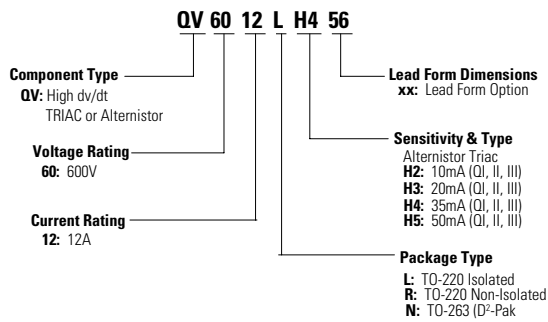 QV 60 12 L H4 56
Component Type
QV: High dv/dt
TRIAC or Alternistor
Voltage Rating
60: 600V
Current Rating
12: 12A
Lead Form Dimensions
xx: Lead Form Option
Sensitivity & Type
Alternistor Triac
H2: 10mA (QI, II, III)
H3: 20mA (QI, II, III)
H4: 35mA (QI, II, III)
H5: 50mA (QI, II, III)
Package Type
L: TO-220 Isolated
R: TO-220 Non-Isolated
N: TO-263 (D²-Pak